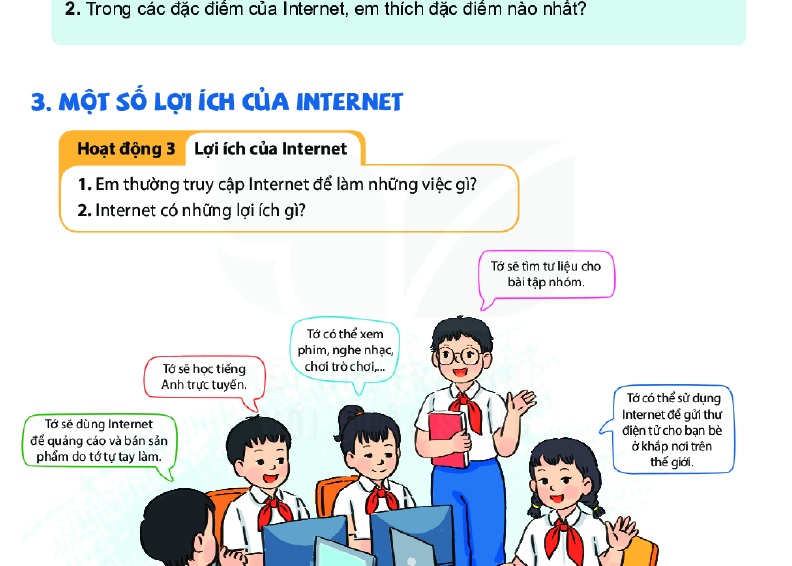 2. Trong các đặc điểm của Internet, em thích đặc điểm nào nhất?
3. MỘT SỐ LỢI ÍCH CỦA INTERNET
Hoạt động 3 Lợi ích của Internet
1. Em thường truy cập Internet để làm những việc gì?
2. Internet có những lợi ích gì?
Tớ sẽ tìm tư liệu cho
bài tập nhóm.
Tớ có thể xem
phim, nghe nhạc,
chơi trò chơi,...
Tớ sẽ học tiếng
Anh trực tuyến.
Tớ sẽ dùng Internet
để quảng cáo và bán sản
phẩm do tớ tự tay làm.
Tớ có thể sử dụng
Internet để gửi thư
điện tử cho bạn bè
ở khắp nơi trên
thế giới.